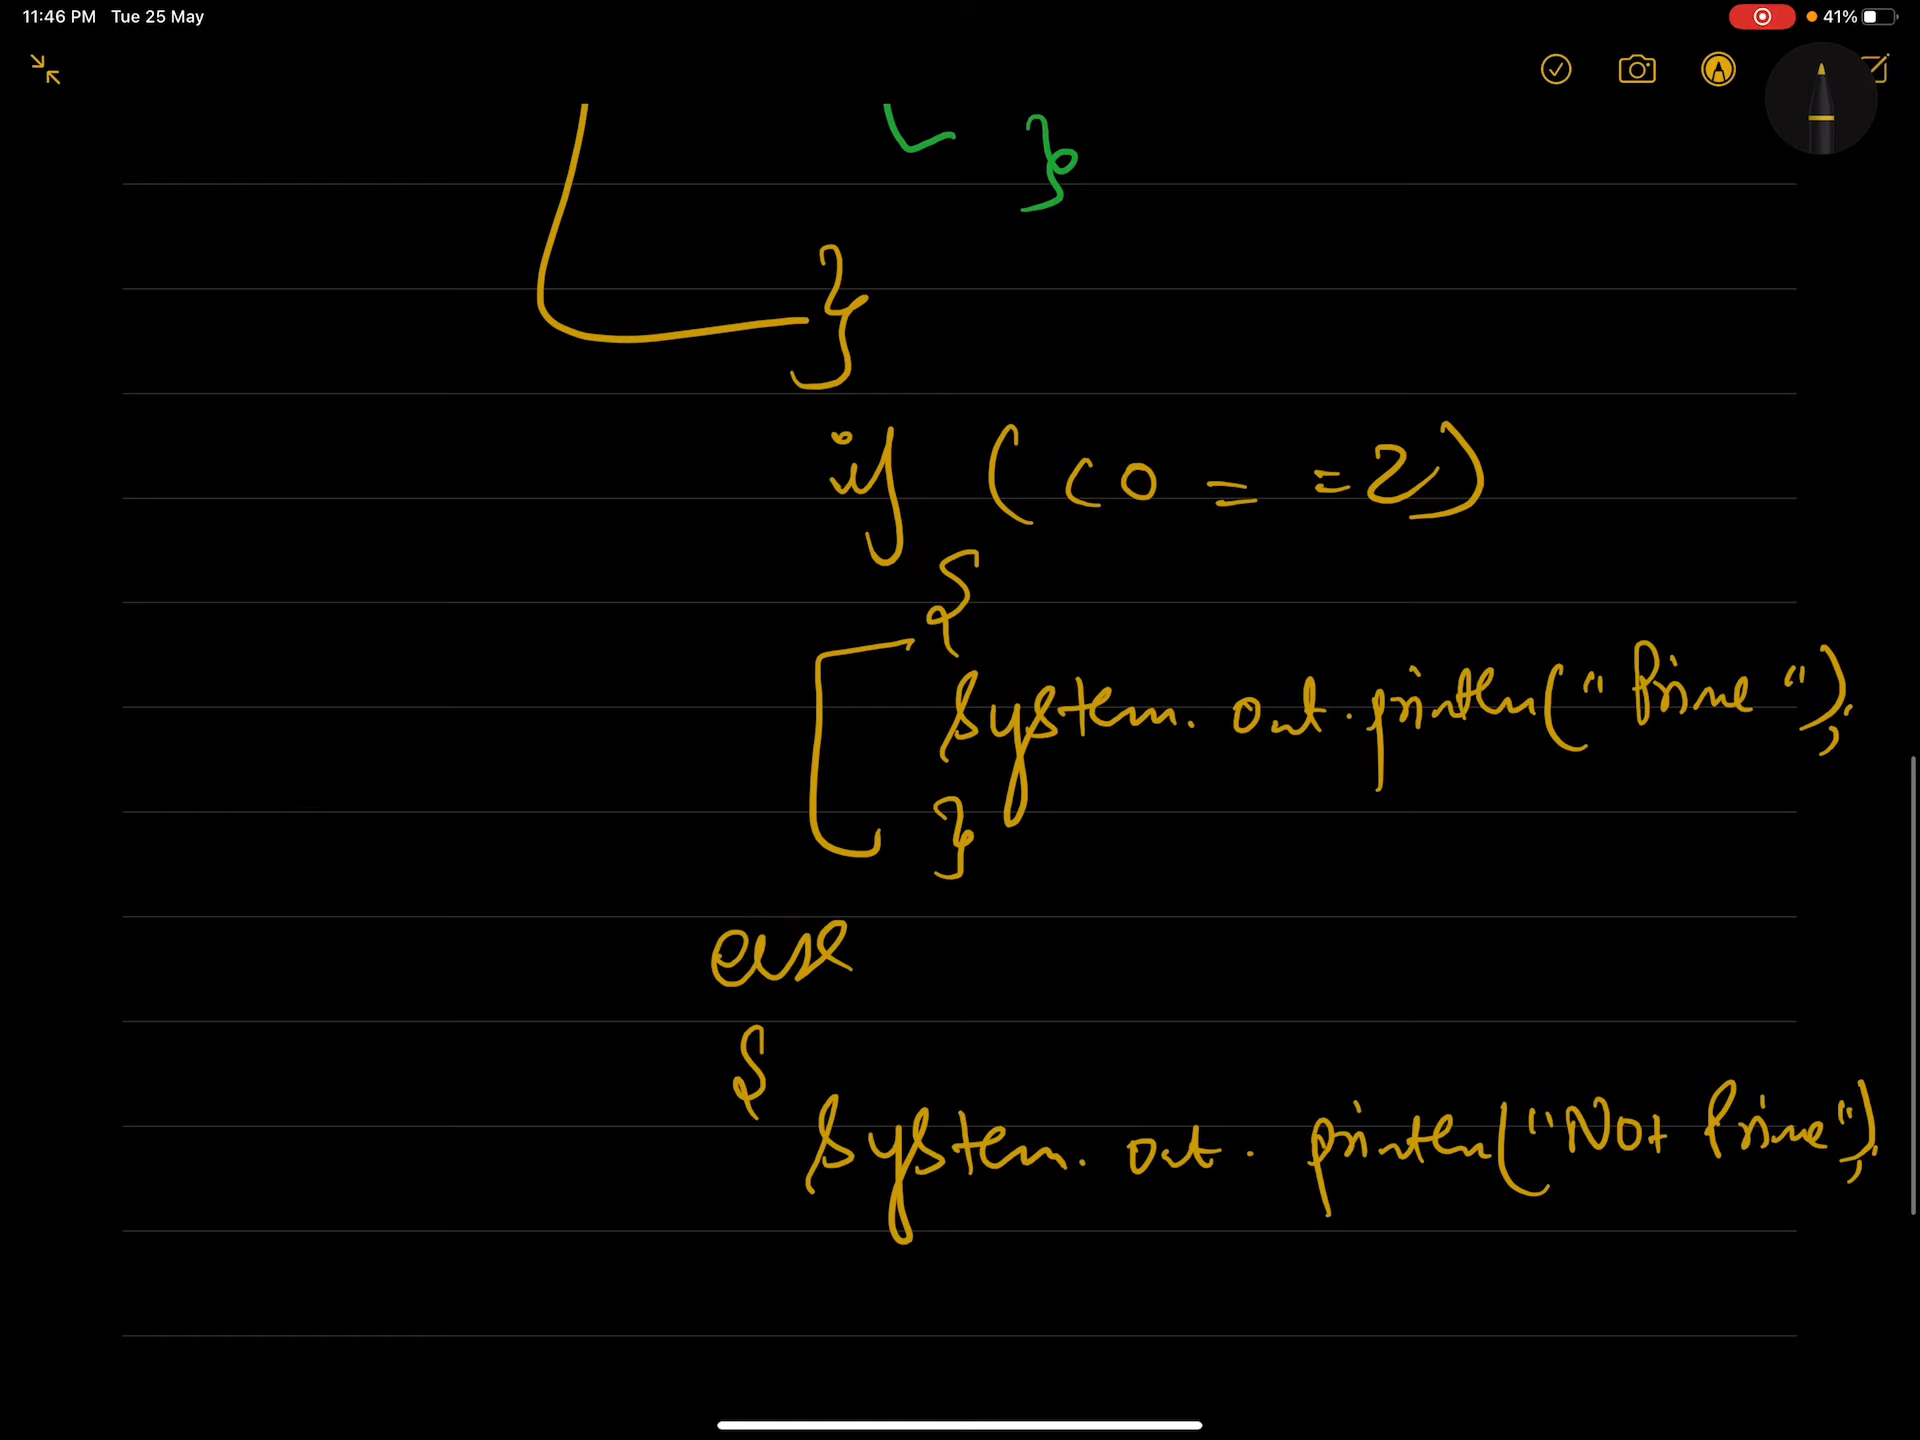 11:46 PM Tue 25 May
41%
}
}
if (co = =2)
{
System.out.println("Prime");
}
else
{
System.out.println("Not Prime");